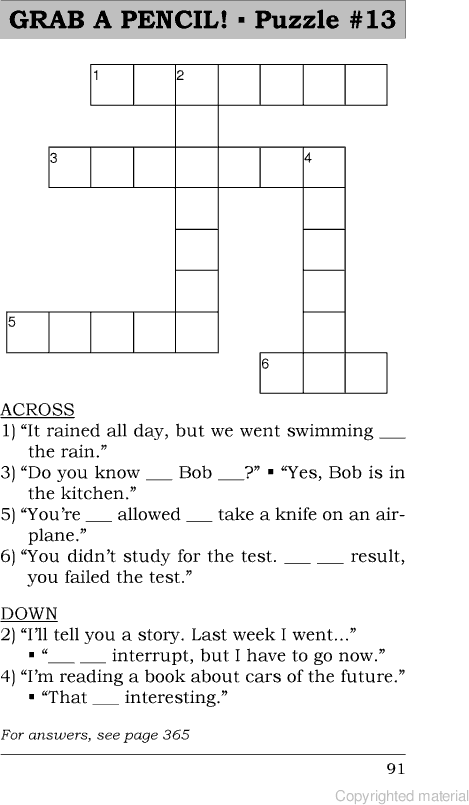 GRAB A PENCIL! ▪ Puzzle #13
1 2
3 4
5
6
ACROSS
1) “It rained all day, but we went swimming ___
the rain.”
3) “Do you know ___ Bob ___?” ▪ “Yes, Bob is in
the kitchen.”
5) “You’re ___ allowed ___ take a knife on an air-
plane.”
6) “You didn’t study for the test. ___ ___ result,
you failed the test.”
DOWN
2) “I’ll tell you a story. Last week I went...”
▪ “___ ___ interrupt, but I have to go now.”
4) “I’m reading a book about cars of the future.”
▪ “That ___ interesting.”
For answers, see page 365
91
Copyrighted material